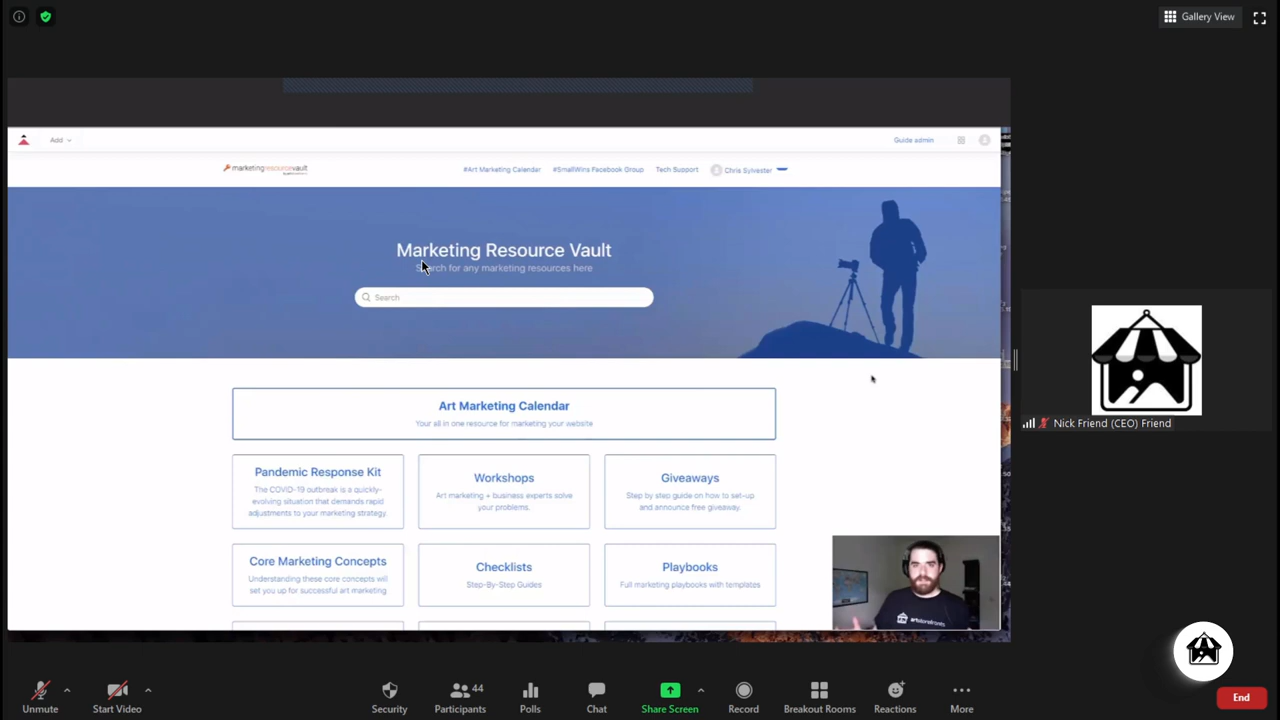 Gallery View
Add
Guide admin
marketingresourcevault
#Art Marketing Calendar
#SmallWins Facebook Group
Tech Support
Chris Sylvester
Marketing Resource Vault
Search for any marketing resources here
Search
Art Marketing Calendar
Your all in one resource for marketing your website
Pandemic Response Kit
The COVID-19 outbreak is a quickly-
evolving situation that demands rapid
adjustments to your marketing strategy.
Workshops
Art marketing + business experts solve
your problems.
Giveaways
Step by step guide on how to set-up
and announce free giveaway.
Core Marketing Concepts
Understanding these core concepts will
set you up for successful art marketing
Checklists
Step-By-Step Guides
Playbooks
Full marketing playbooks with templates
artstorefronts
Nick Friend (CEO) Friend
Unmute
Start Video
Security
44
Participants
Polls
Chat
Share Screen
Record
Breakout Rooms
Reactions
More
End